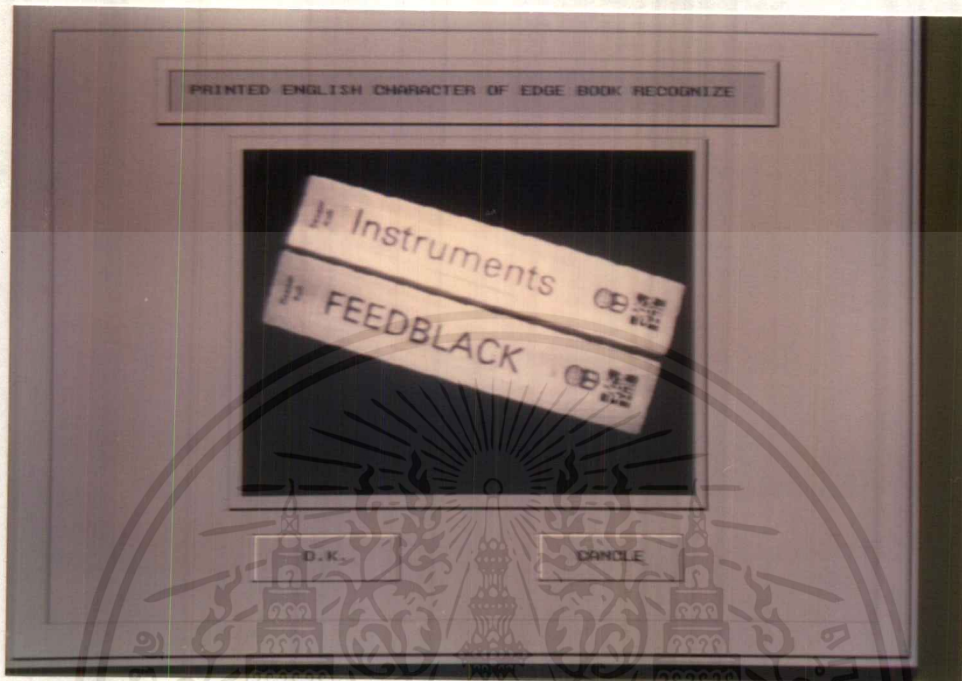 PRINTED ENGLISH CHARACTER OF EDGE BOOK RECOGNIZE
Instruments
FEEDBLACK
O.K.
CANCLE